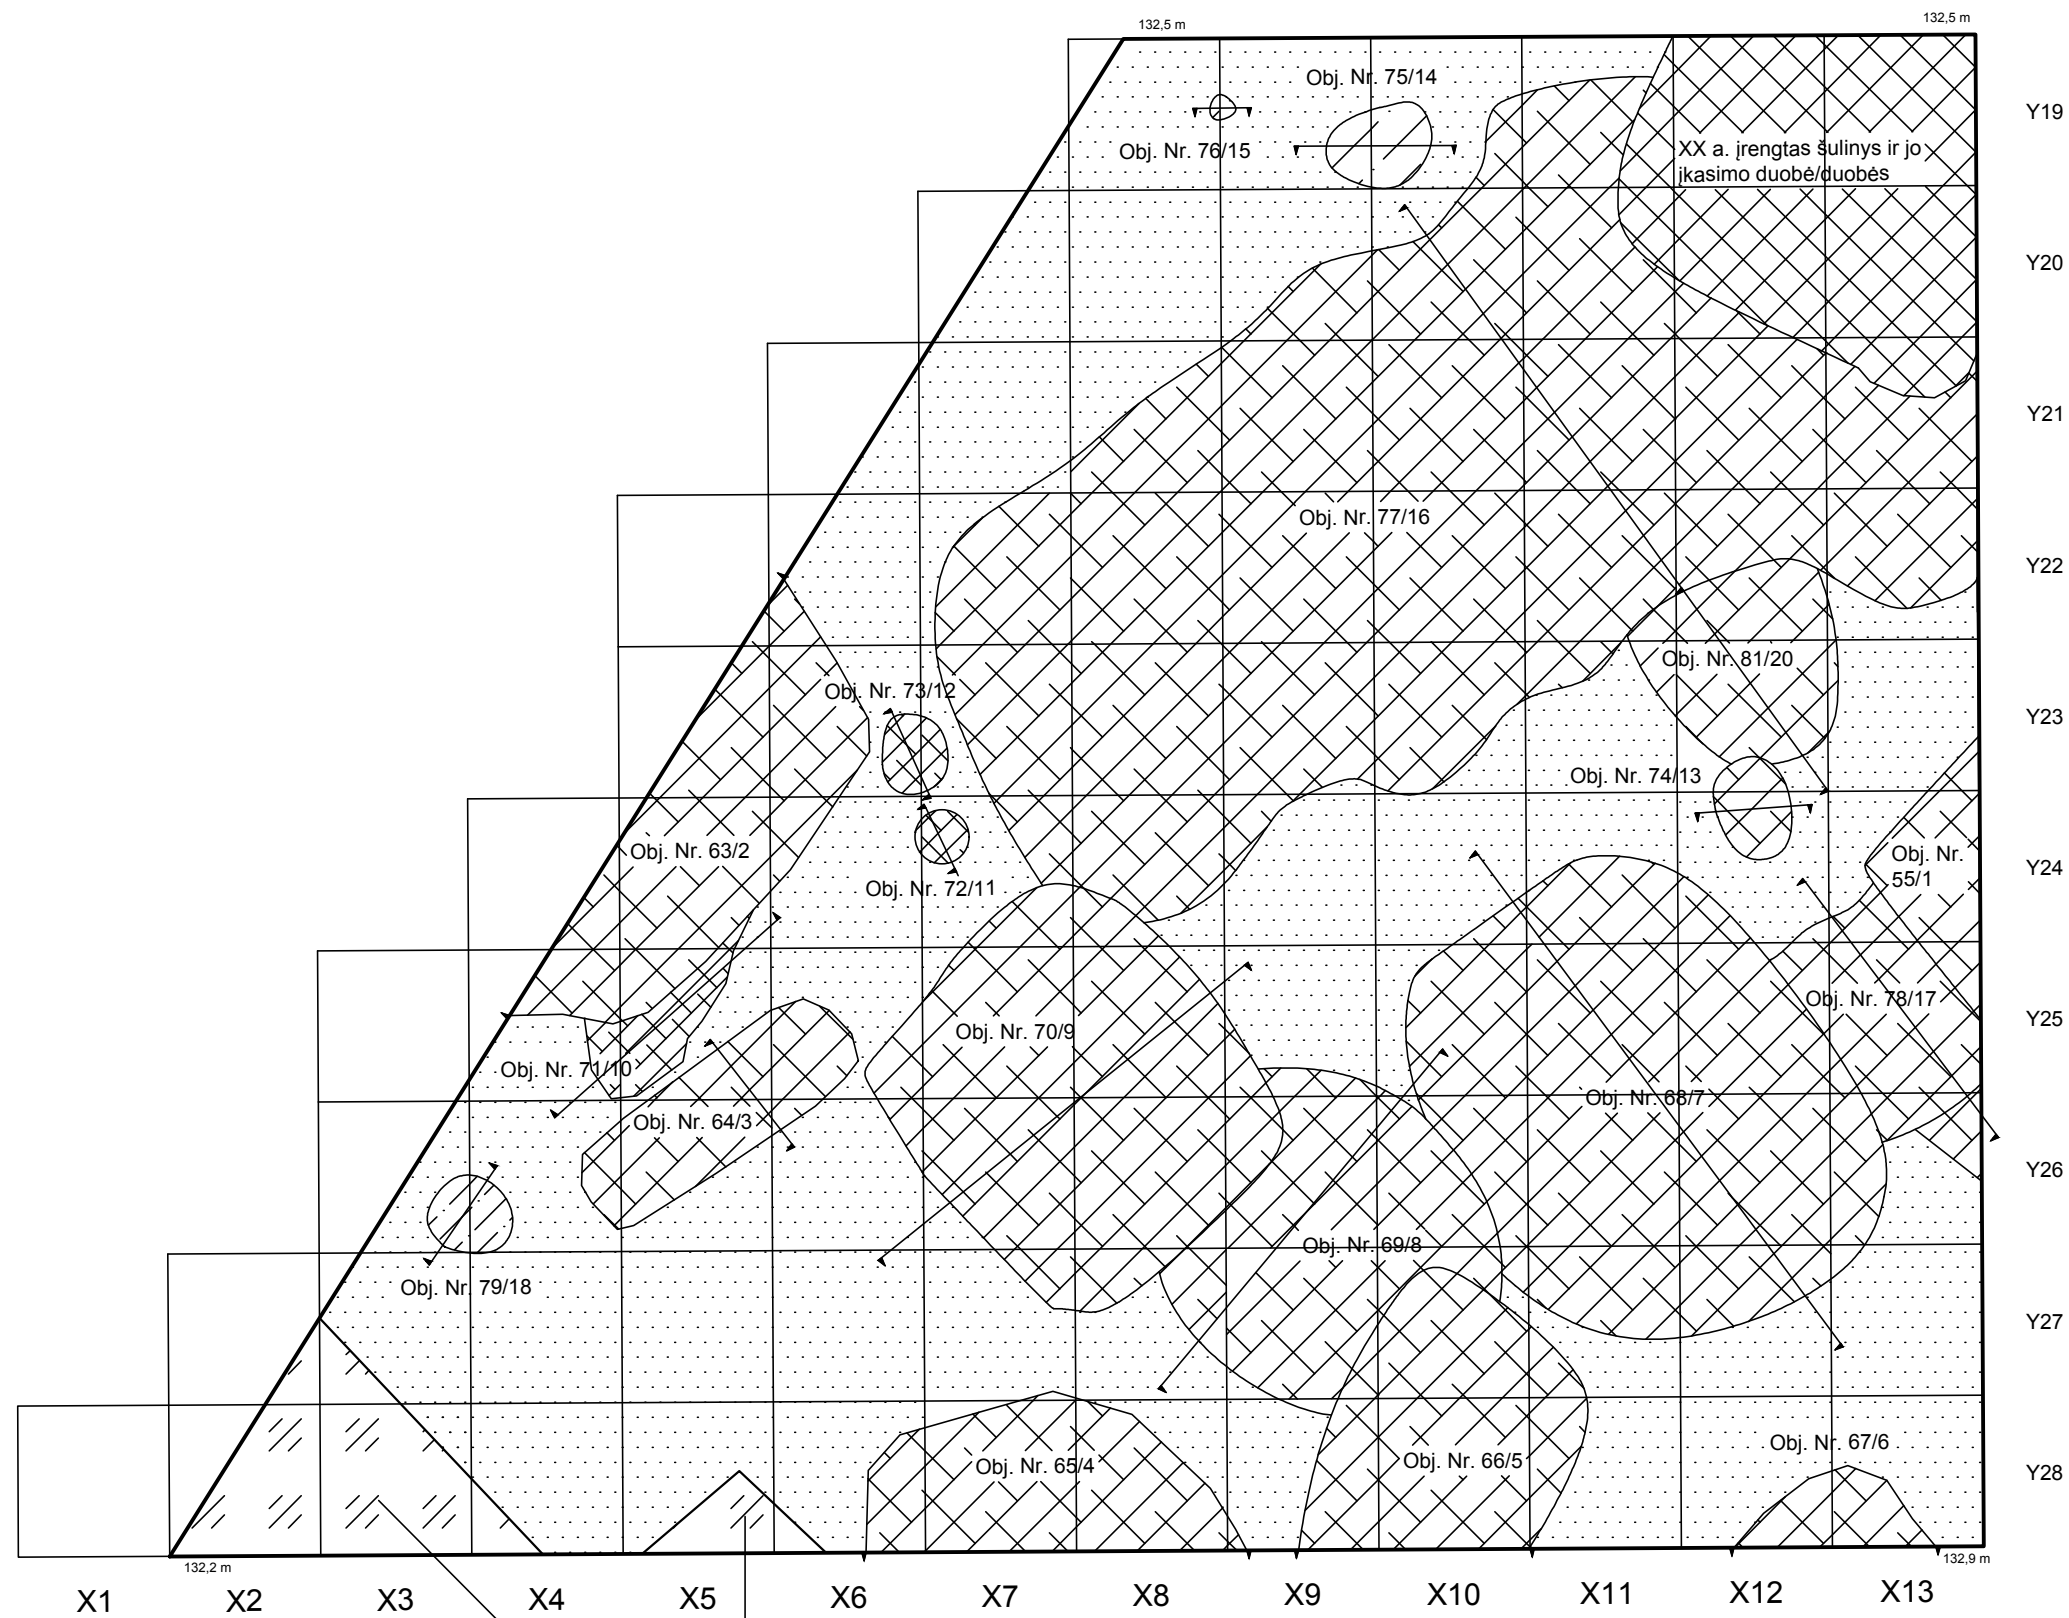 132,5 m
132,5 m
Obj. Nr. 75/14
Y19
Obj. Nr. 76/15
XX a. įrengtas šulinys ir jo
įkasimo duobė/duobės
Y20
Y21
Obj. Nr. 77/16
Y22
Obj. Nr. 81/20
Obj. Nr. 73/12
Y23
Obj. Nr. 74/13
Obj. Nr. 63/2
Obj. Nr.
55/1
Y24
Obj. Nr. 72/11
Obj. Nr. 78/17
Y25
Obj. Nr. 70/9
Obj. Nr. 71/10
Obj. Nr. 68/7
Obj. Nr. 64/3
Y26
Obj. Nr. 69/8
Obj. Nr. 79/18
Y27
Obj. Nr. 67/6
Obj. Nr. 66/5
Obj. Nr. 65/4
Y28
132,2 m
132,9 m
X1
X2
X3
X4
X5
X6
X7
X8
X9
X10
X11
X12
X13